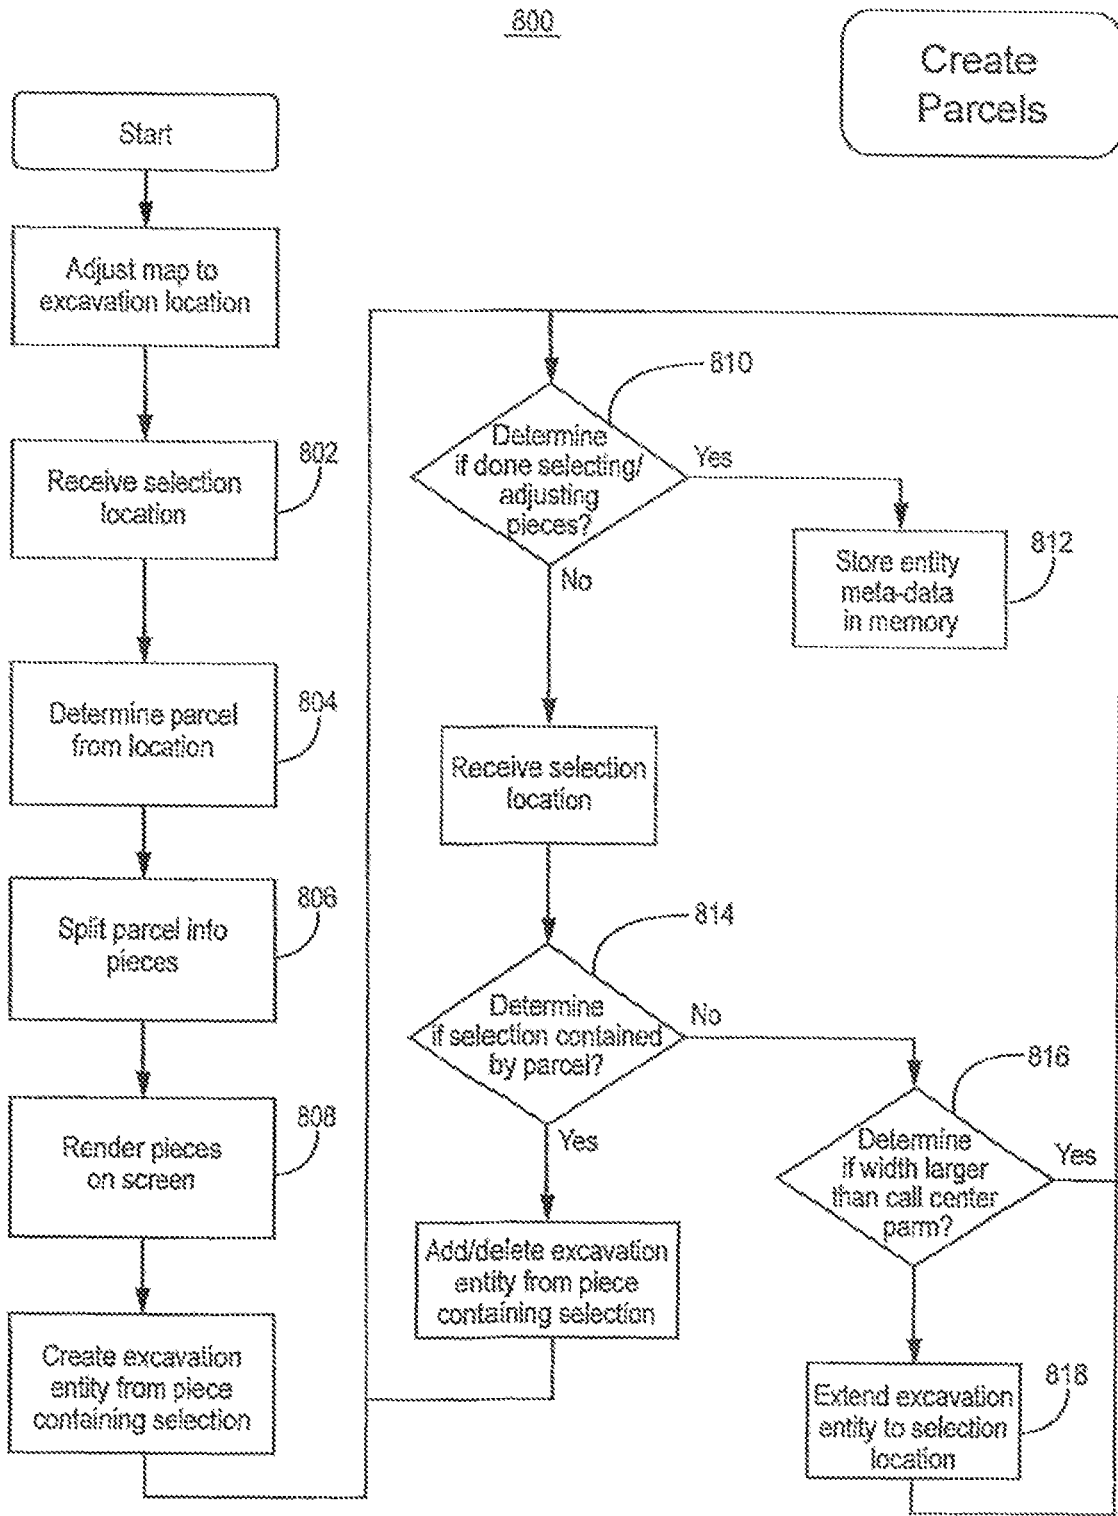 800
Create
Parcels
Start
Adjust map to
excavation location
Receive selection
location
802
Determine parcel
from location
804
Split parcel info
pieces
806
Render pieces
on screen
808
Create excavation
entity from piece
containing selection
Determine
if done selecting/
adjusting
pieces?
810
Yes
No
Store entity
meta-data
in memory
812
Receive selection
location
Determine
if selection contained
by parcel?
814
No
Yes
Add/delete excavation
entity from piece
containing selection
Determine
if width larger
than call center
parm?
816
Yes
Extend excavation
entity to selection
location
818